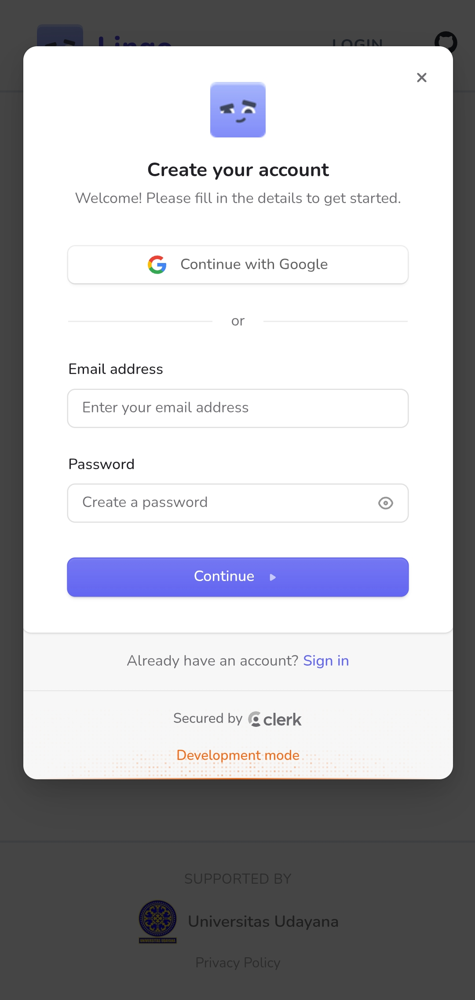 Lingo
LOGIN
Create your account
Welcome! Please fill in the details to get started.
Continue with Google
or
Email address
Enter your email address
Password
Create a password
Continue
Already have an account? Sign in
Secured by clerk
Development mode
SUPPORTED BY
Universitas Udayana
UNIVERSITAS UDAYANA
Privacy Policy